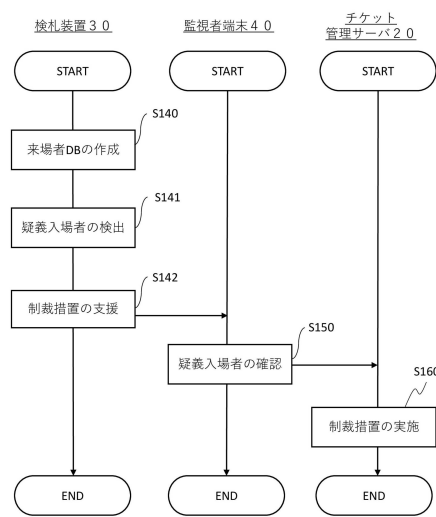 検札装置３０
監視者端末４０
チケット
管理サーバ２０
START
START
START
S140
来場者DBの作成
S141
疑義入場者の検出
S142
制裁措置の支援
S150
疑義入場者の確認
S160
制裁措置の実施
END
END
END